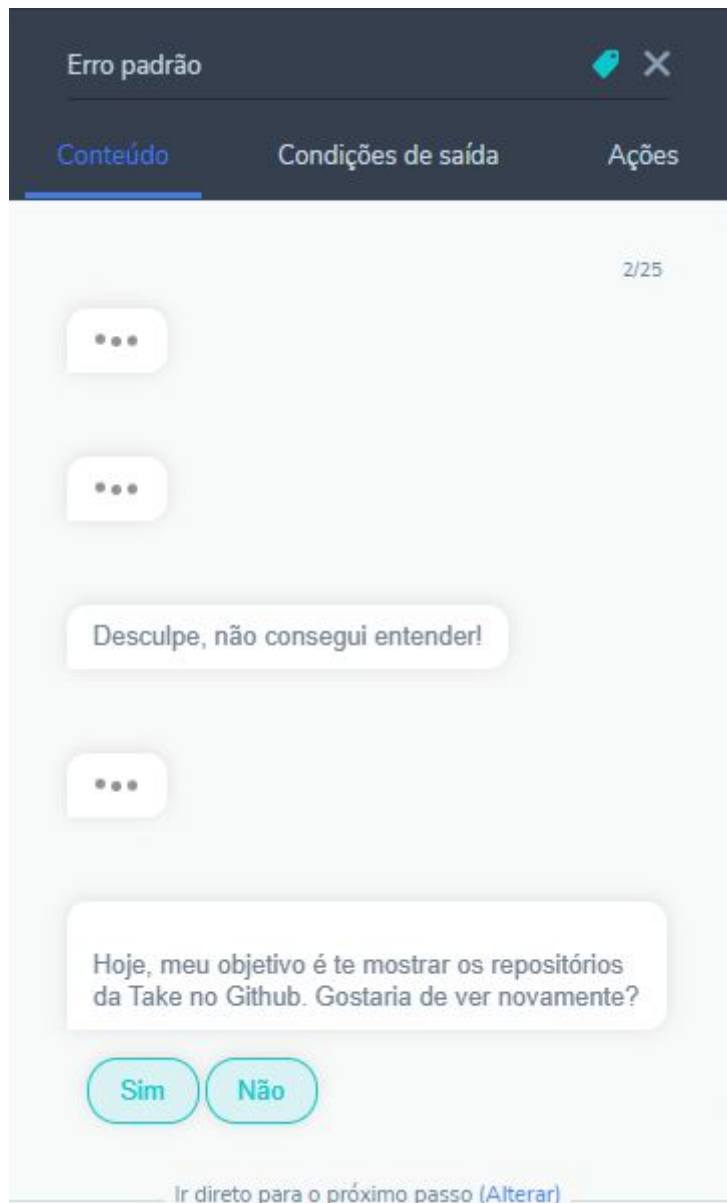 Erro padrão
Conteúdo Condições de saída Ações
2/25
Desculpe, não consegui entender!
Hoje, meu objetivo é te mostrar os repositórios
da Take no Github. Gostaria de ver novamente?
Sim Não
Ir direto para o próximo passo (Alterar)